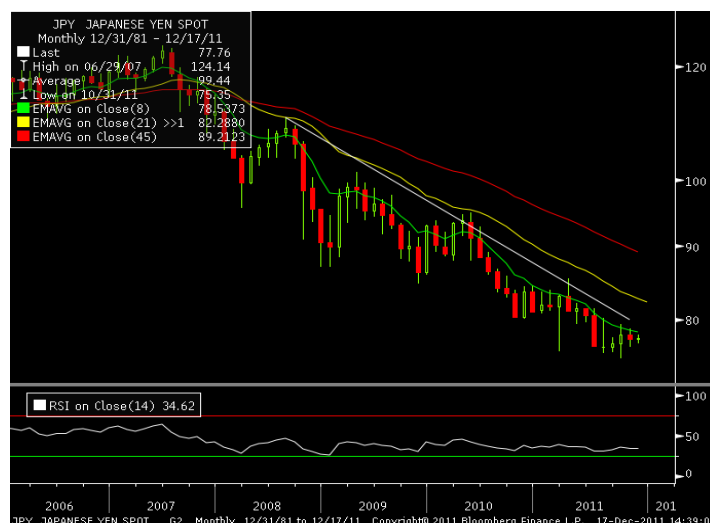 JPY JAPANESE YEN SPOT
Monthly 12/31/81 - 12/17/11
Last 77.76
High on 06/29/07 124.14
Average 99.44
Low on 10/31/11 75.35
EMAVG on Close(8) 78.5373
EMAVG on Close(21) >>1 82.2880
EMAVG on Close(45) 89.2123
120
100
90
80
RSI on Close(14) 34.62
100
50
0
2006 2007 2008 2009 2010 2011 201
JPY JAPANESE YEN SPOT G2 Monthly 12/31/81 to 12/17/11 Copyright© 2011 Bloomberg Finance L.P. 17-Dec-2011 14:39:0